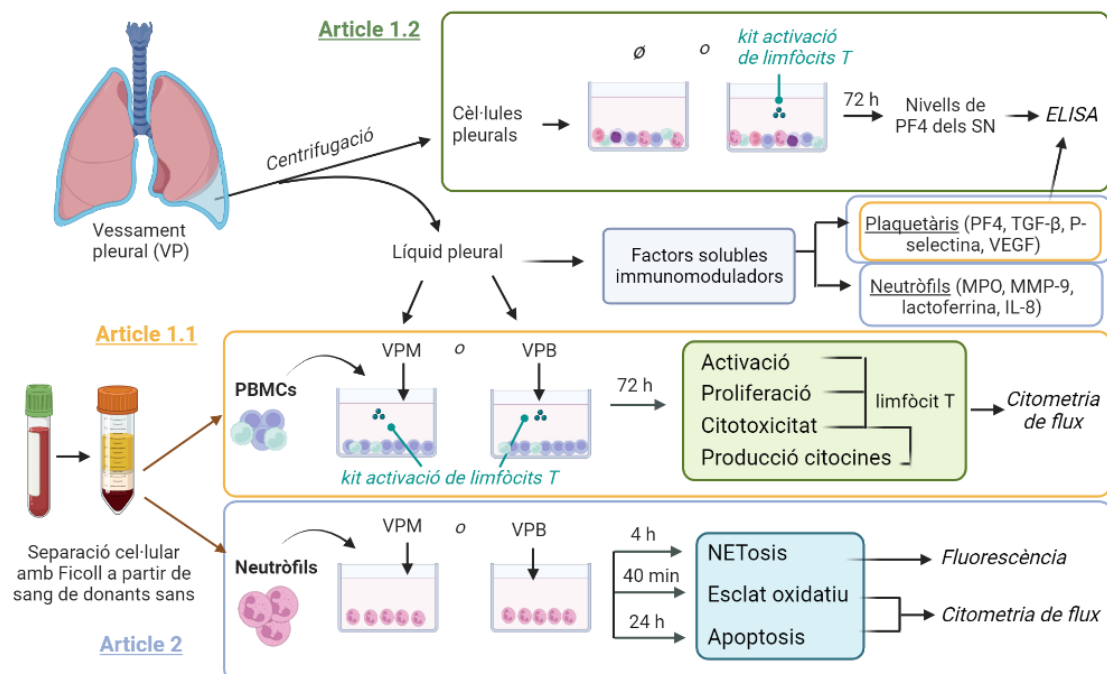 Article 1.2
Vessament
pleural (VP)
Centrifugació
Cèl·lules
pleurals
ø
o
kit activació
de limfòcits T
72 h
Nivells de
PF4 dels SN
ELISA
Líquid pleural
Factors solubles
immunomoduladors
Plaquetàris (PF4, TGF-β, P-
selectina, VEGF)
Neutròfils (MPO, MMP-9,
lactoferrina, IL-8)
Article 1.1
PBMCs
VPM
o
VPB
kit activació de limfòcits T
72 h
Activació
Proliferació
Citotoxicitat
Producció citocines
limfòcit T
Citometria
de flux
Separació cel·lular
amb Ficoll a partir de
sang de donants sans
Article 2
Neutròfils
VPM
o
VPB
4 h
40 min
24 h
NETosis
Esclat oxidatiu
Apoptosis
Fluorescència
Citometria de flux